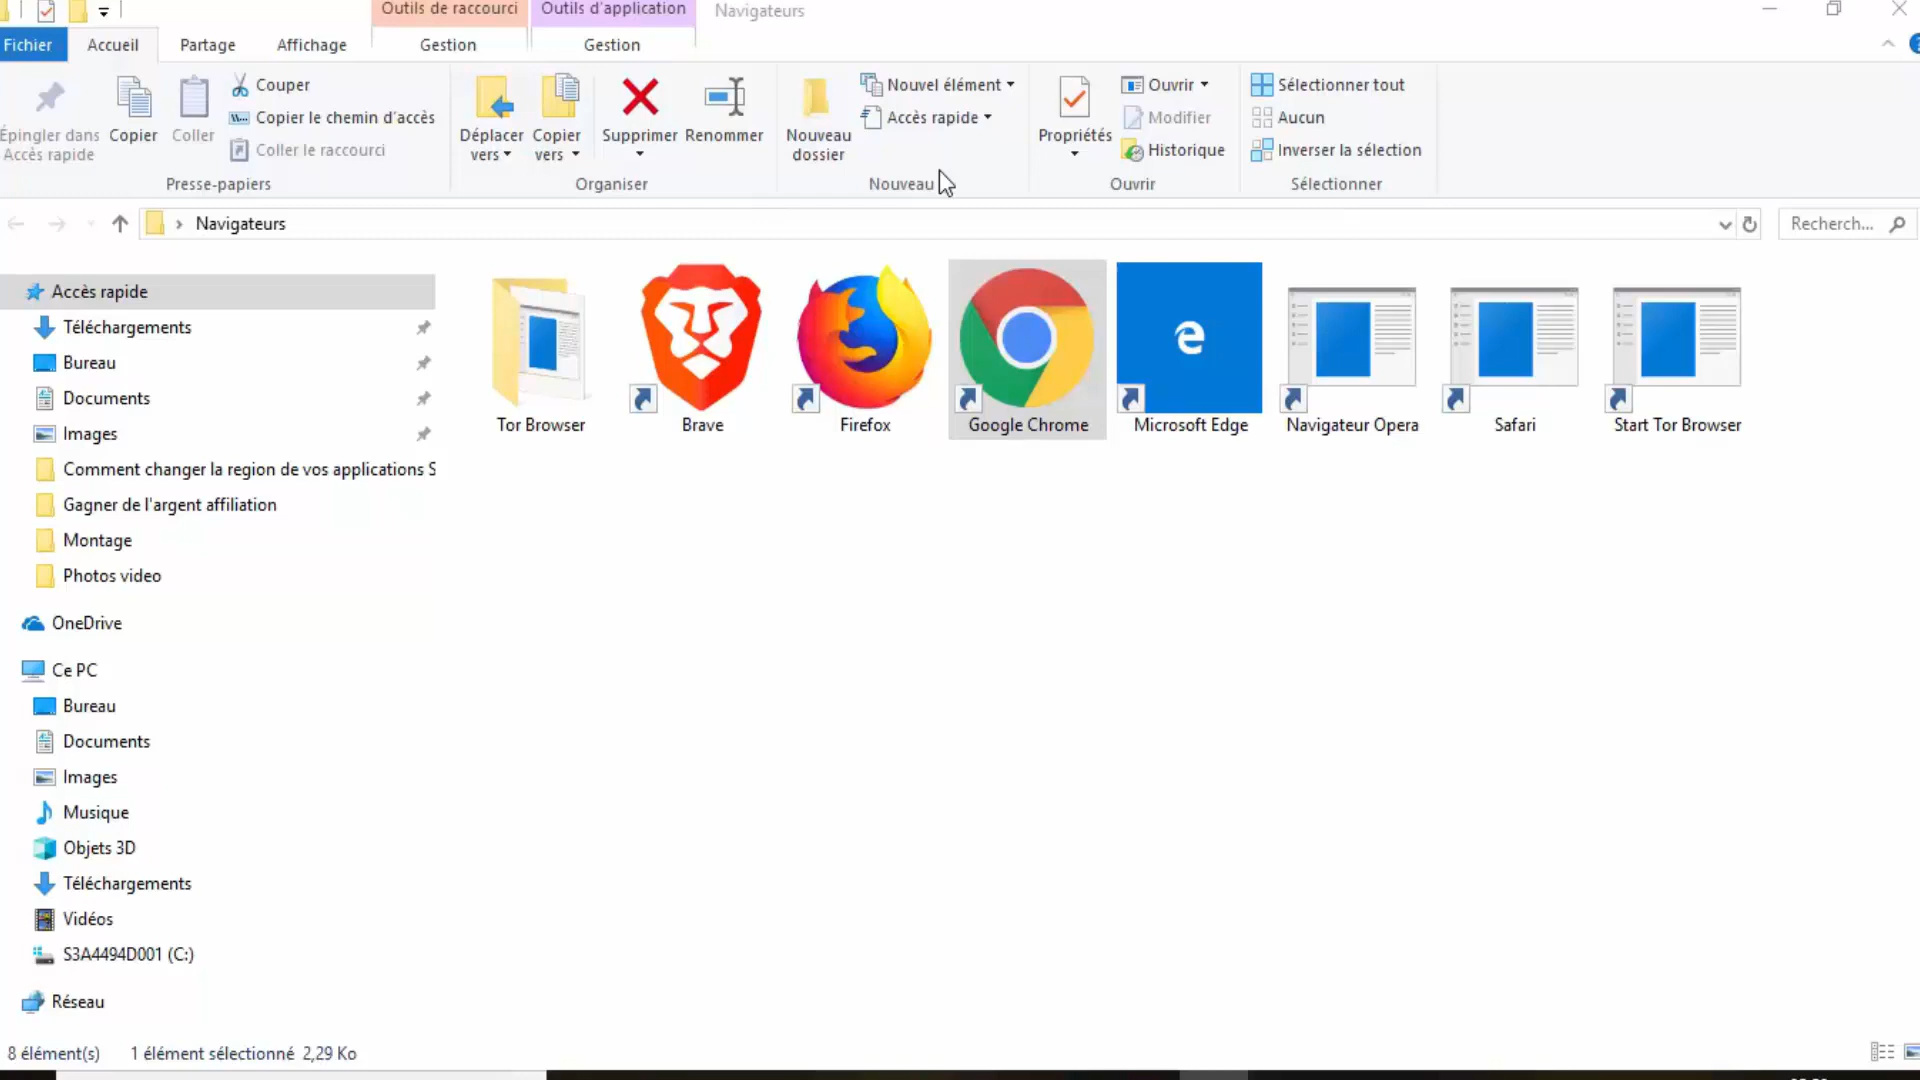 Outils de raccourci
Outils d'application
Navigateurs
Fichier
Accueil
Partage
Affichage
Gestion
Gestion
Épingler dans
Accès rapide
Copier
Coller
Couper
Copier le chemin d'accès
Coller le raccourci
Presse-papiers
Déplacer
vers
Copier
vers
Supprimer
Renommer
Organiser
Nouveau
dossier
Nouvel élément
Accès rapide
Nouveau
Propriétés
Ouvrir
Modifier
Historique
Ouvrir
Sélectionner tout
Aucun
Inverser la sélection
Sélectionner
Navigateurs
Recherch...
Accès rapide
Téléchargements
Bureau
Documents
Images
Comment changer la region de vos applications S
Gagner de l'argent affiliation
Montage
Photos video
OneDrive
Ce PC
Bureau
Documents
Images
Musique
Objets 3D
Téléchargements
Vidéos
S3A4494D001 (C:)
Réseau
Tor Browser
Brave
Firefox
Google Chrome
Microsoft Edge
Navigateur Opera
Safari
Start Tor Browser
8 élément(s)
1 élément sélectionné 2,29 Ko